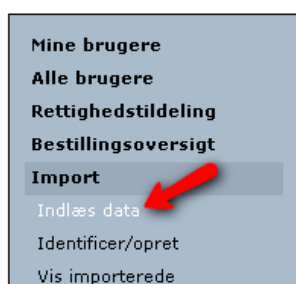 Mine brugere
Alle brugere
Rettighedstildeling
Bestillingsoversigt
Import
Indlæs data
Identificer/opret
Vis importerede